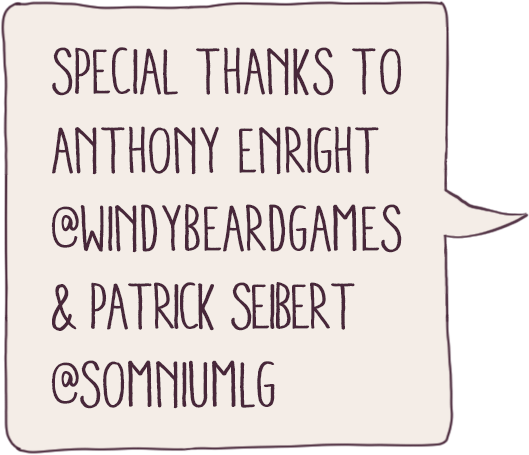 SPECIAL THANKS TO
ANTHONY ENRIGHT
@WINDYBEARDGAMES
& PATRICK SEIBERT
@SOMNIUMLG